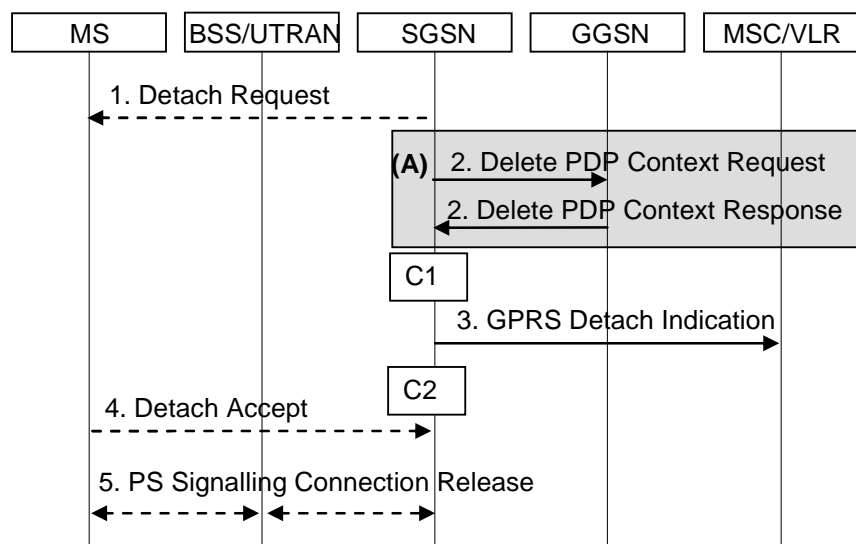 MS BSS/UTRAN SGSN GGSN MSC/VLR
1. Detach Request
(A) 2. Delete PDP Context Request
2. Delete PDP Context Response
C1
3. GPRS Detach Indication
C2
4. Detach Accept
5. PS Signalling Connection Release